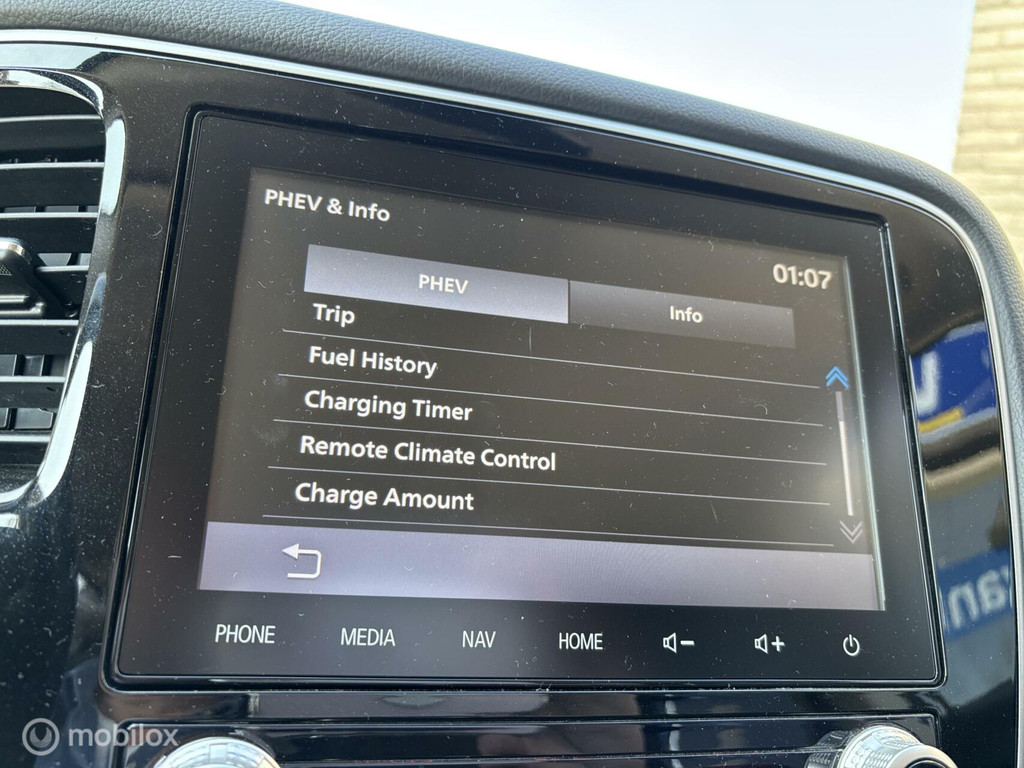 PHEV & Info
01:07
PHEV
Info
Trip
Fuel History
Charging Timer
Remote Climate Control
Charge Amount
PHONE
MEDIA
NAV
HOME
mobilox